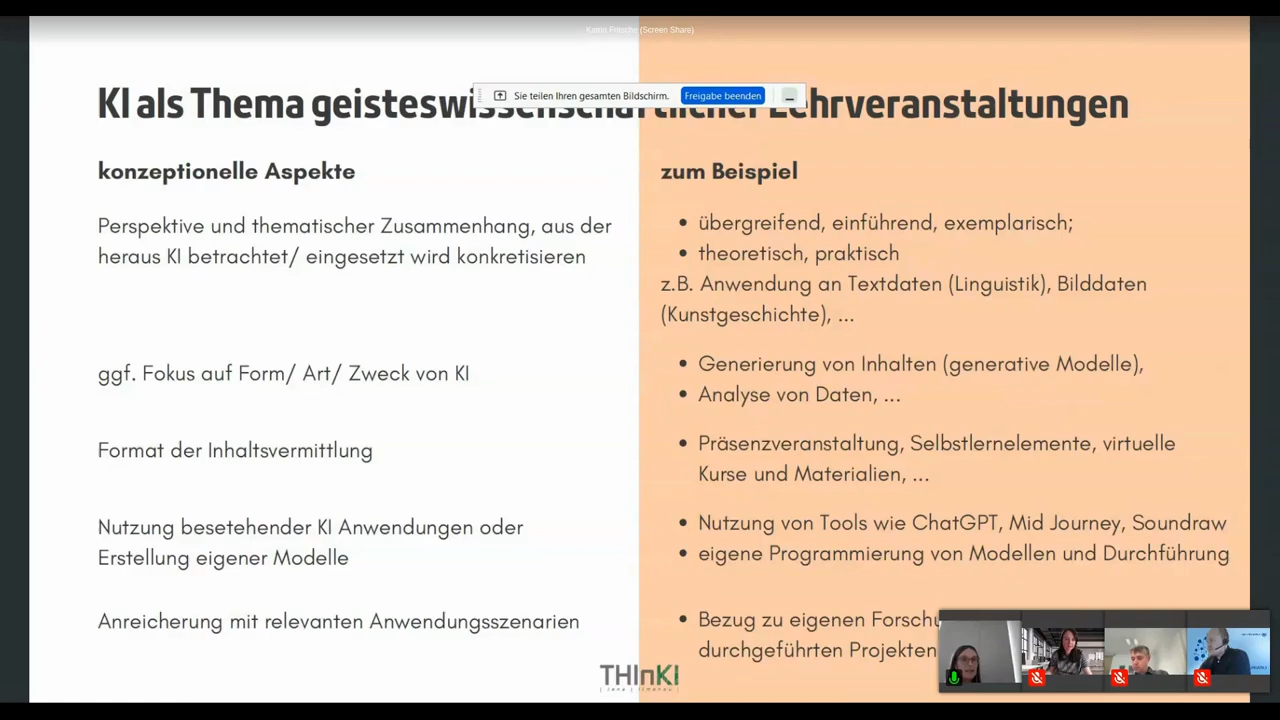 Katrin Fritsche (Screen Share)
Sie teilen Ihren gesamten Bildschirm. Freigabe beenden
KI als Thema geisteswissenschaftlicher Lehrveranstaltungen
konzeptionelle Aspekte
Perspektive und thematischer Zusammenhang, aus der
heraus KI betrachtet/ eingesetzt wird konkretisieren
ggf. Fokus auf Form/ Art/ Zweck von KI
Format der Inhaltsvermittlung
Nutzung besetehender KI Anwendungen oder
Erstellung eigener Modelle
Anreicherung mit relevanten Anwendungsszenarien
zum Beispiel
• übergreifend, einführend, exemplarisch;
• theoretisch, praktisch
z.B. Anwendung an Textdaten (Linguistik), Bilddaten
(Kunstgeschichte), ...
• Generierung von Inhalten (generative Modelle),
• Analyse von Daten, ...
• Präsenzveranstaltung, Selbstlernelemente, virtuelle
Kurse und Materialien, ...
• Nutzung von Tools wie ChatGPT, Mid Journey, Soundraw
• eigene Programmierung von Modellen und Durchführung
• Bezug zu eigenen Forschu
durchgeführten Projekten
THInKI
| Jena | Ilmenau |